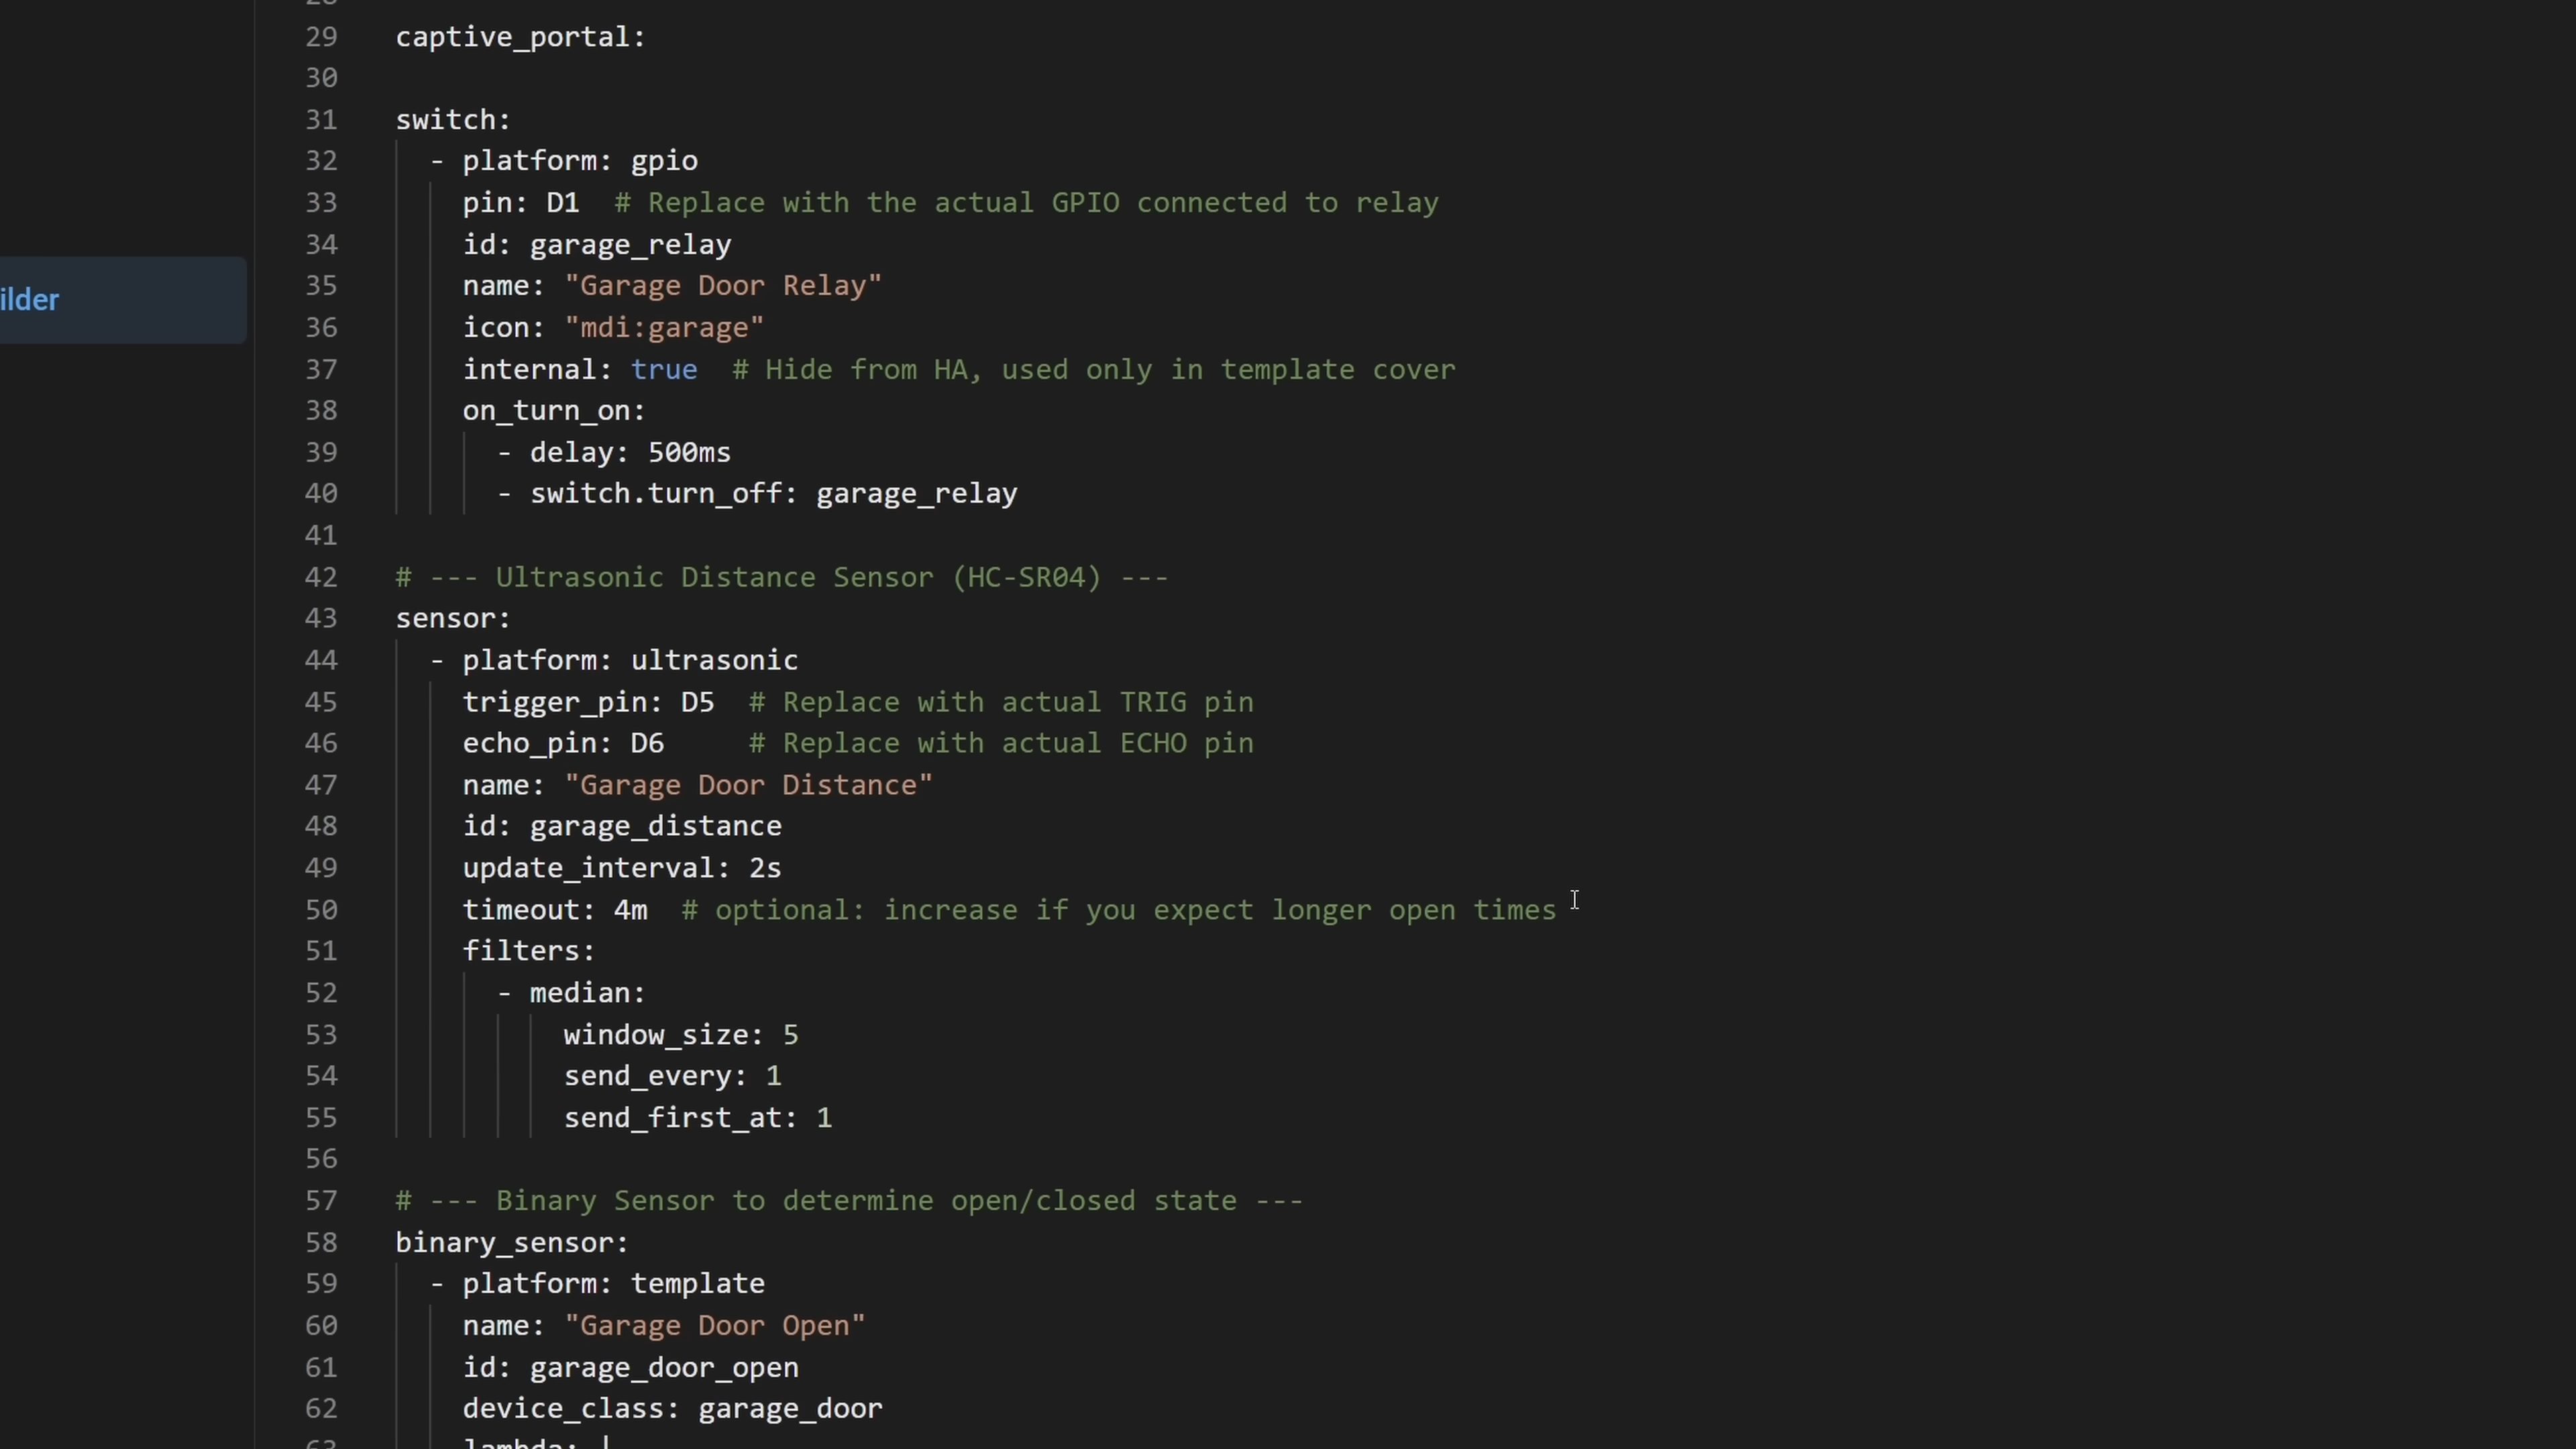 29 captive_portal:
30
31 switch:
32   - platform: gpio
33     pin: D1  # Replace with the actual GPIO connected to relay
34     id: garage_relay
35     name: "Garage Door Relay"
36     icon: "mdi:garage"
37     internal: true  # Hide from HA, used only in template cover
38     on_turn_on:
39       - delay: 500ms
40       - switch.turn_off: garage_relay
41
42 # --- Ultrasonic Distance Sensor (HC-SR04) ---
43 sensor:
44   - platform: ultrasonic
45     trigger_pin: D5  # Replace with actual TRIG pin
46     echo_pin: D6     # Replace with actual ECHO pin
47     name: "Garage Door Distance"
48     id: garage_distance
49     update_interval: 2s
50     timeout: 4m  # optional: increase if you expect longer open times
51     filters:
52       - median:
53           window_size: 5
54           send_every: 1
55           send_first_at: 1
56
57 # --- Binary Sensor to determine open/closed state ---
58 binary_sensor:
59   - platform: template
60     name: "Garage Door Open"
61     id: garage_door_open
62     device_class: garage_door
63     lambda: |
ilder